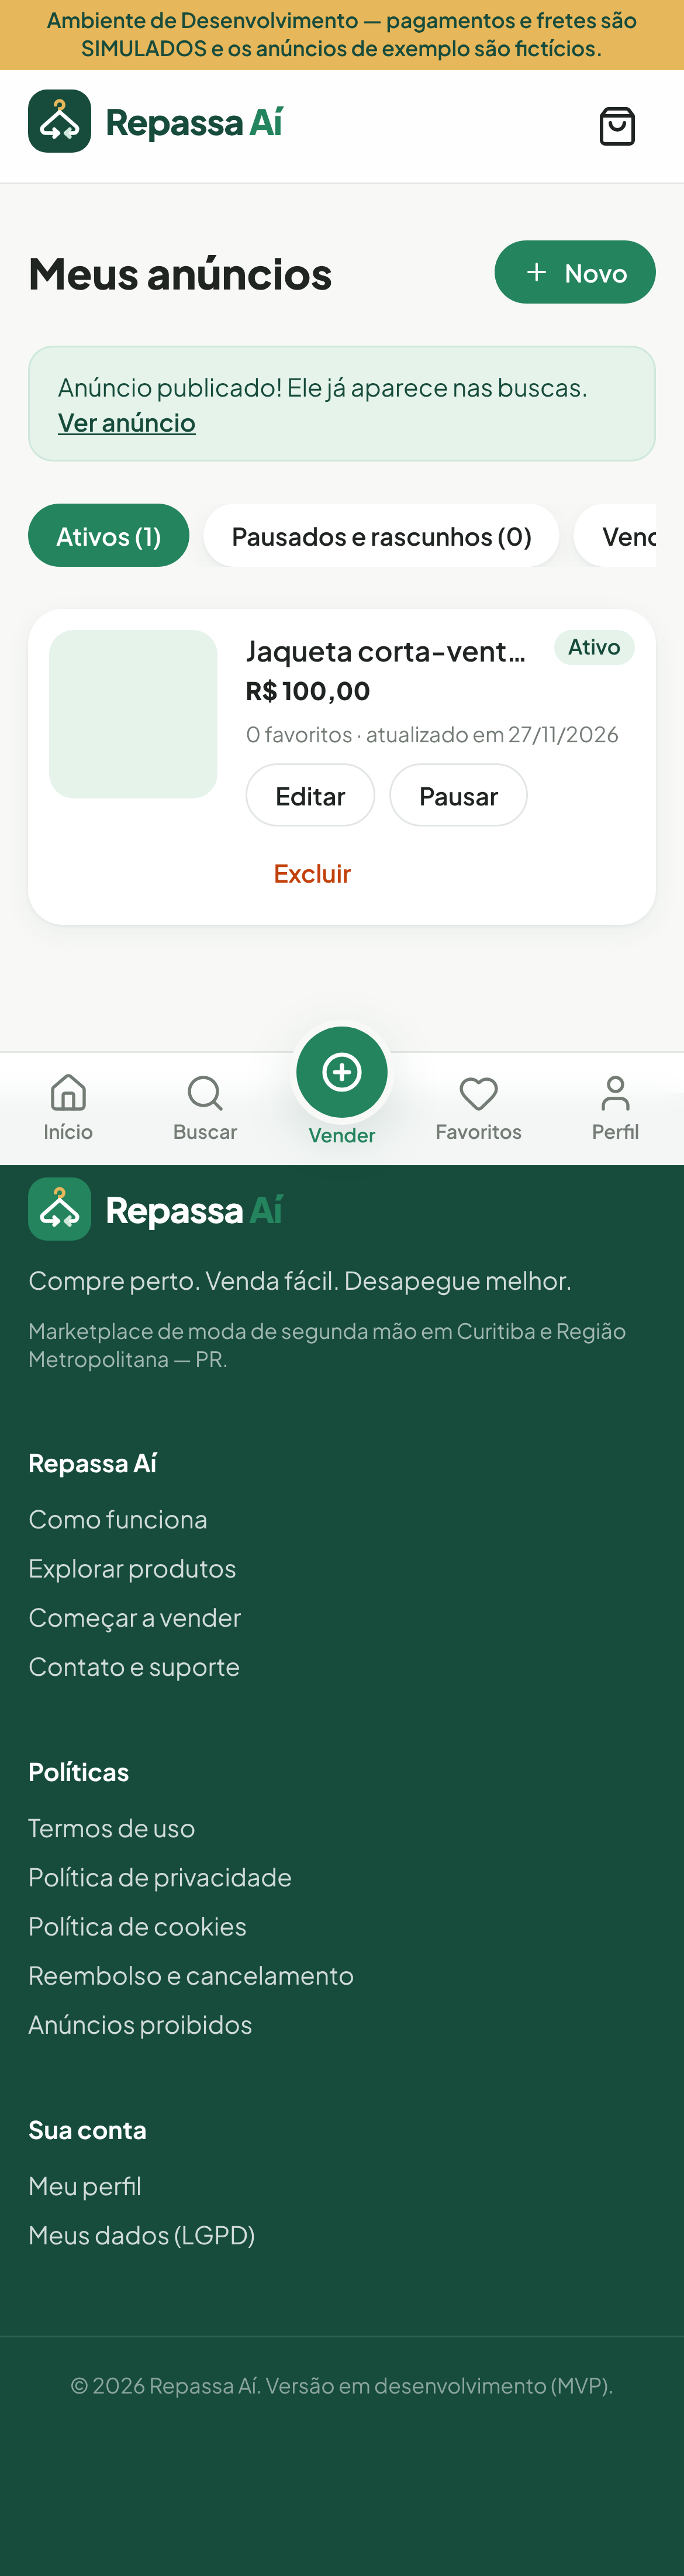 Ambiente de Desenvolvimento — pagamentos e fretes são
SIMULADOS e os anúncios de exemplo são fictícios.
Repassa Aí
Meus anúncios
Novo
Anúncio publicado! Ele já aparece nas buscas.
Ver anúncio
Ativos (1)
Pausados e rascunhos (0)
Jaqueta corta-vent...
Ativo
R$ 100,00
0 favoritos · atualizado em 27/11/2026
Editar
Pausar
Excluir
Início
Buscar
Vender
Favoritos
Perfil
Repassa Aí
Compre perto. Venda fácil. Desapegue melhor.
Marketplace de moda de segunda mão em Curitiba e Região
Metropolitana — PR.
Repassa Aí
Como funciona
Explorar produtos
Começar a vender
Contato e suporte
Políticas
Termos de uso
Política de privacidade
Política de cookies
Reembolso e cancelamento
Anúncios proibidos
Sua conta
Meu perfil
Meus dados (LGPD)
© 2026 Repassa Aí. Versão em desenvolvimento (MVP).